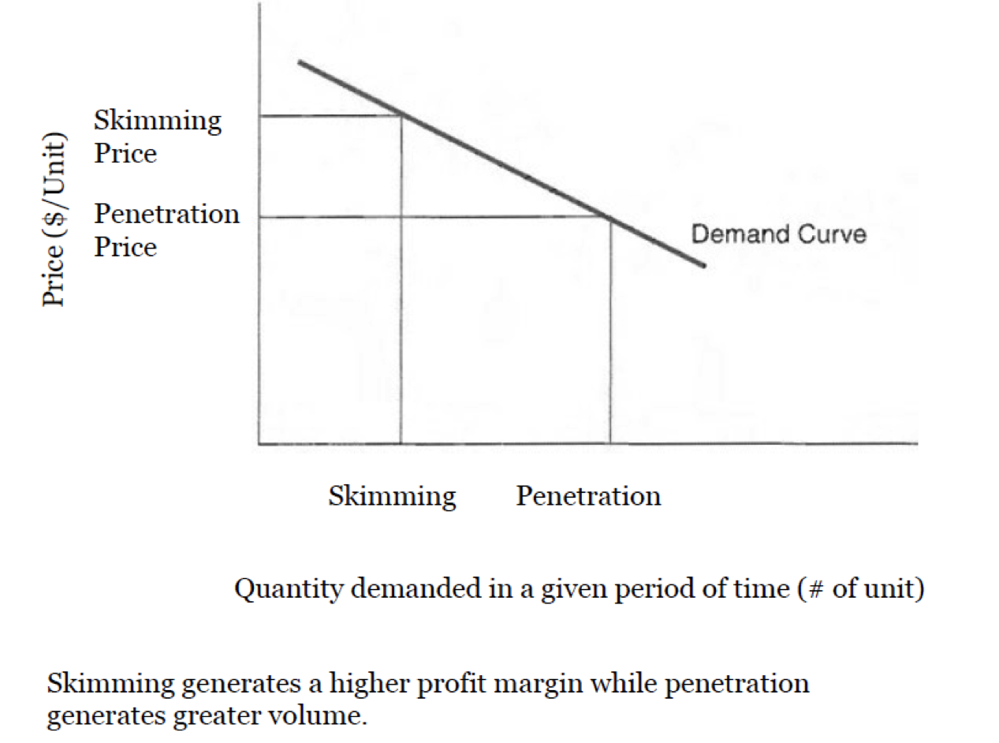 Price ($/Unit)
Skimming
Price
Penetration
Price
Demand Curve
Skimming
Penetration
Quantity demanded in a given period of time (# of unit)
Skimming generates a higher profit margin while penetration
generates greater volume.